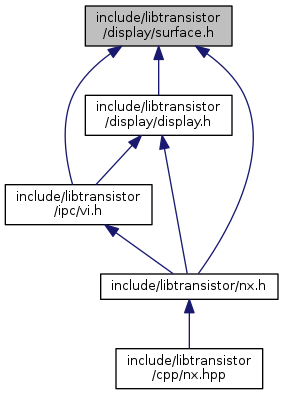 include/libtransistor
/display/surface.h
include/libtransistor
/display/display.h
include/libtransistor
/ipc/vi.h
include/libtransistor/nx.h
include/libtransistor
/cpp/nx.hpp